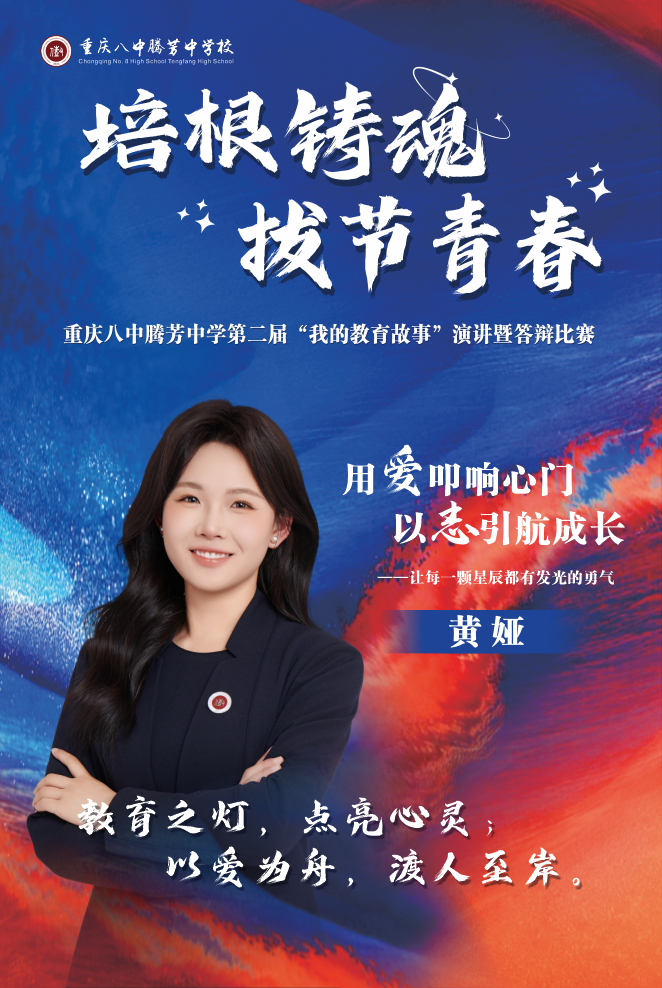 重庆八中腾芳中学校
Chongqing No. 8 High School Tengfang High School
培根铸魂
拔节青春
重庆八中腾芳中学第二届“我的教育故事”演讲暨答辩比赛
用爱叩响心门
以志引航成长
——让每一颗星辰都有发光的勇气
黄娅
教育之灯，点亮心灵；
以爱为舟，渡人至岸。